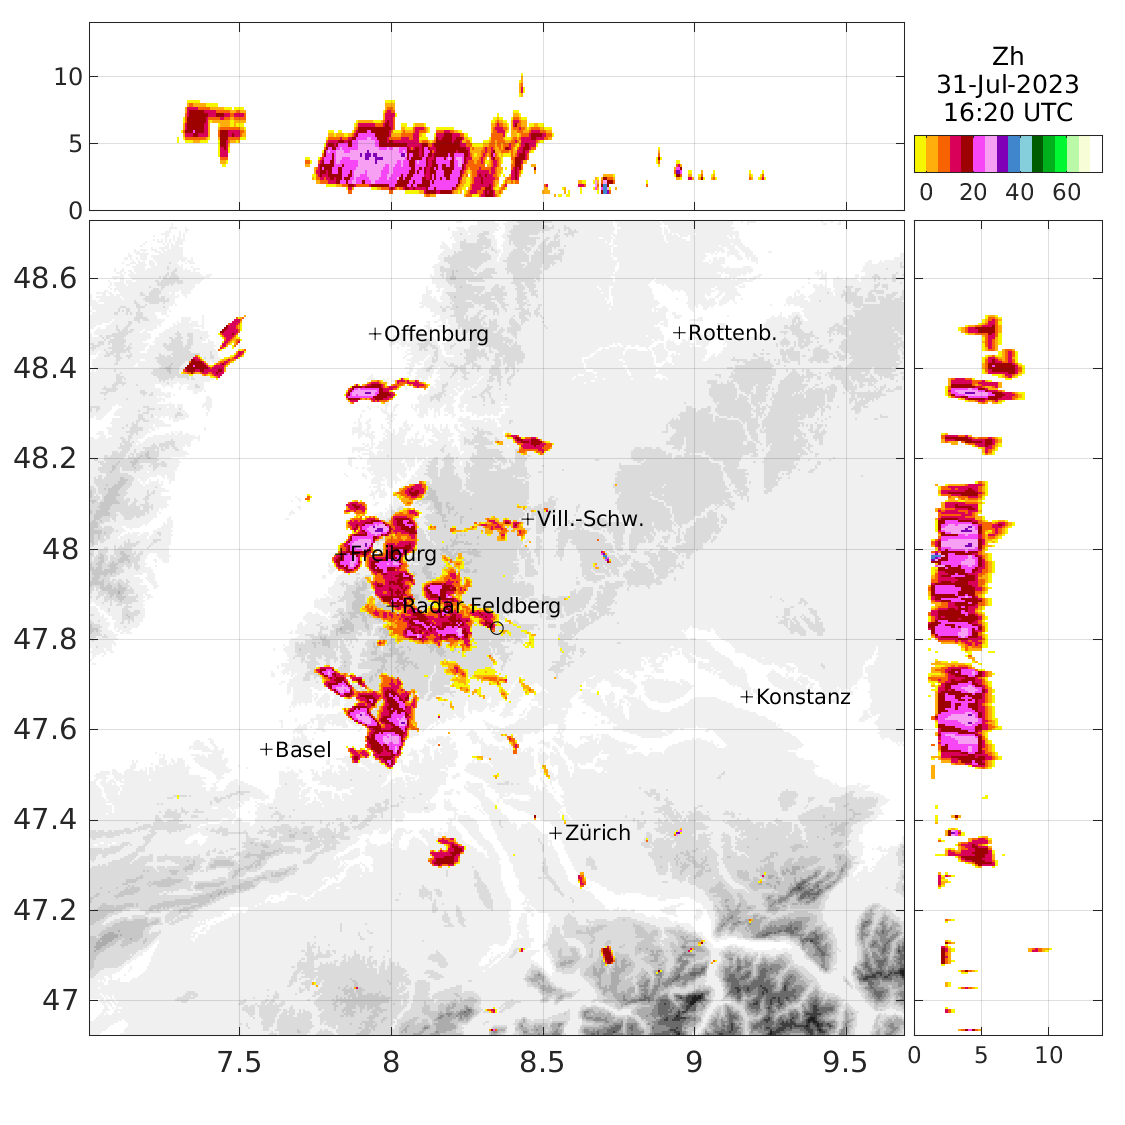 10
5
0
Zh
31-Jul-2023
16:20 UTC
0 20 40 60
48.6
48.4
48.2
48
47.8
47.6
47.4
47.2
47
+Offenburg
+Rottenb.
+Vill.-Schw.
+Freiburg
+Radar Feldberg
+Konstanz
+Basel
+Zürich
7.5 8 8.5 9 9.5
0 5 10